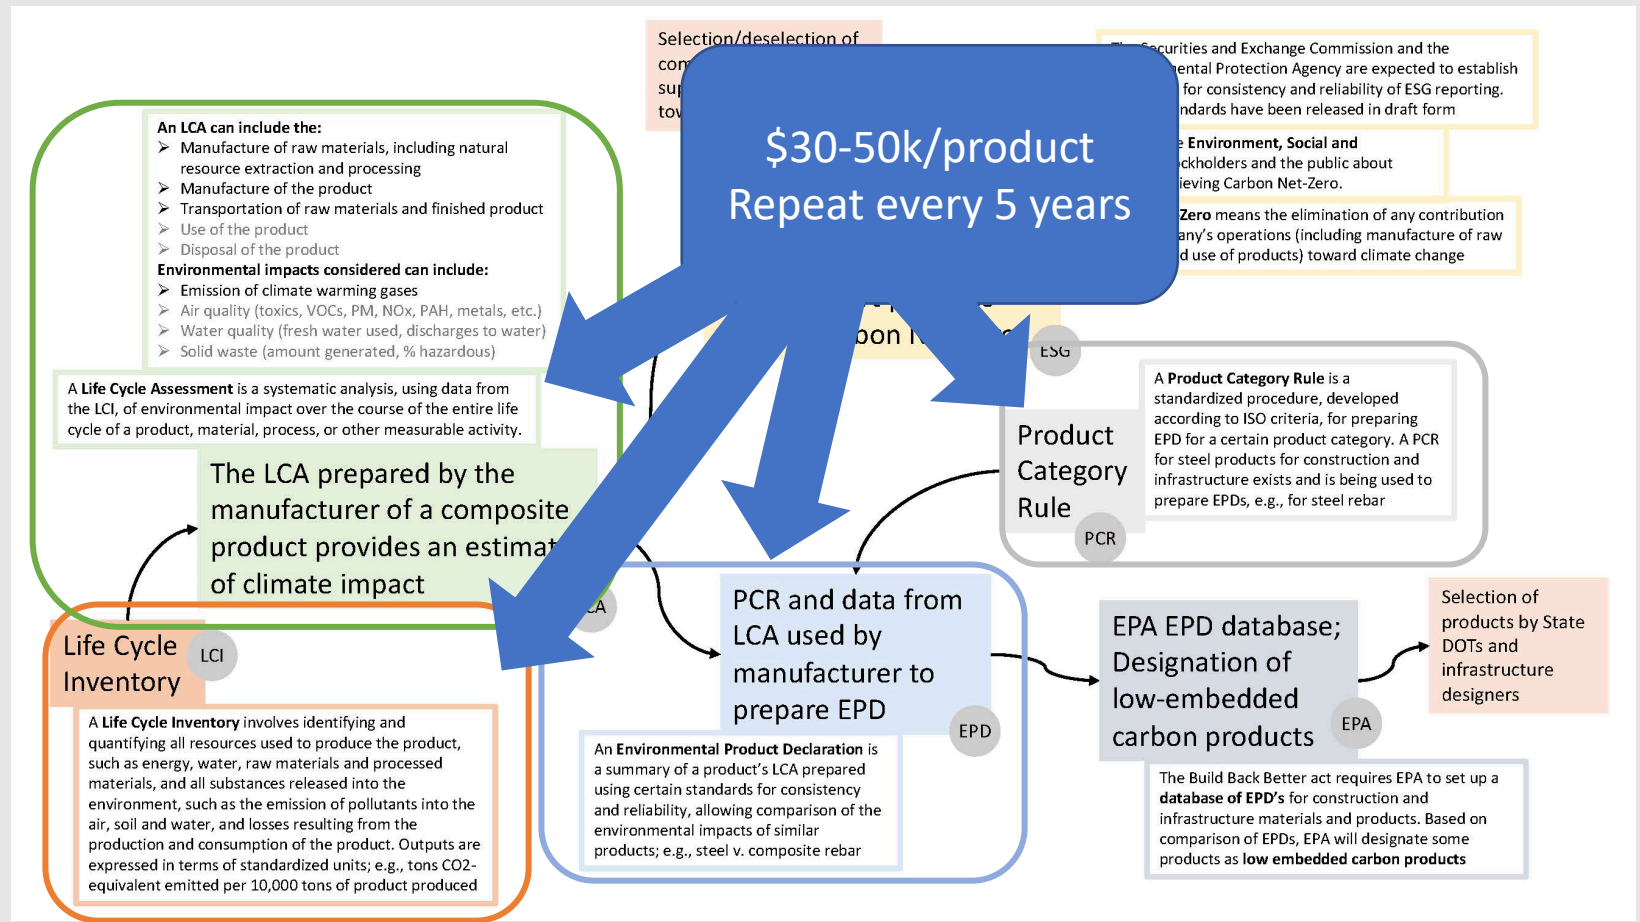 Selection/deselection of
$30-50k/product
Repeat every 5 years
Securities and Exchange Commission and the
Protection Agency are expected to establish
for consistency and reliability of ESG reporting.
have been released in draft form
Environment, Social and
and the public about
Carbon Net-Zero.
Zero means the elimination of any contribution
operations (including manufacture of raw
use of products) toward climate change
ESG
An LCA can include the:
➢ Manufacture of raw materials, including natural
resource extraction and processing
➢ Manufacture of the product
➢ Transportation of raw materials and finished product
➢ Use of the product
➢ Disposal of the product
Environmental impacts considered can include:
➢ Emission of climate warming gases
➢ Air quality (toxics, VOCs, PM, NOx, PAH, metals, etc.)
➢ Water quality (fresh water used, discharges to water)
➢ Solid waste (amount generated, % hazardous)
A Life Cycle Assessment is a systematic analysis, using data from
the LCI, of environmental impact over the course of the entire life
cycle of a product, material, process, or other measurable activity.
The LCA prepared by the
manufacturer of a composite
product provides an
of climate impact
Life Cycle
Inventory
LCI
A Life Cycle Inventory involves identifying and
quantifying all resources used to produce the product,
such as energy, water, raw materials and processed
materials, and all substances released into the
environment, such as the emission of pollutants into the
air, soil and water, and losses resulting from the
production and consumption of the product. Outputs are
expressed in terms of standardized units; e.g., tons CO2-
equivalent emitted per 10,000 tons of product produced
Product
Category
Rule
PCR
A Product Category Rule is a
standardized procedure, developed
according to ISO criteria, for preparing
EPD for a certain product category. A PCR
for steel products for construction and
infrastructure exists and is being used to
prepare EPDs, e.g., for steel rebar
PCR and data from
LCA used by
manufacturer to
prepare EPD
EPD
An Environmental Product Declaration is
a summary of a product's LCA prepared
using certain standards for consistency
and reliability, allowing comparison of the
environmental impacts of similar
products; e.g., steel v. composite rebar
EPA EPD database;
Designation of
low-embedded
carbon products
EPA
The Build Back Better act requires EPA to set up a
database of EPD's for construction and
infrastructure materials and products. Based on
comparison of EPDs, EPA will designate some
products as low embedded carbon products
Selection of
products by State
DOTs and
infrastructure
designers